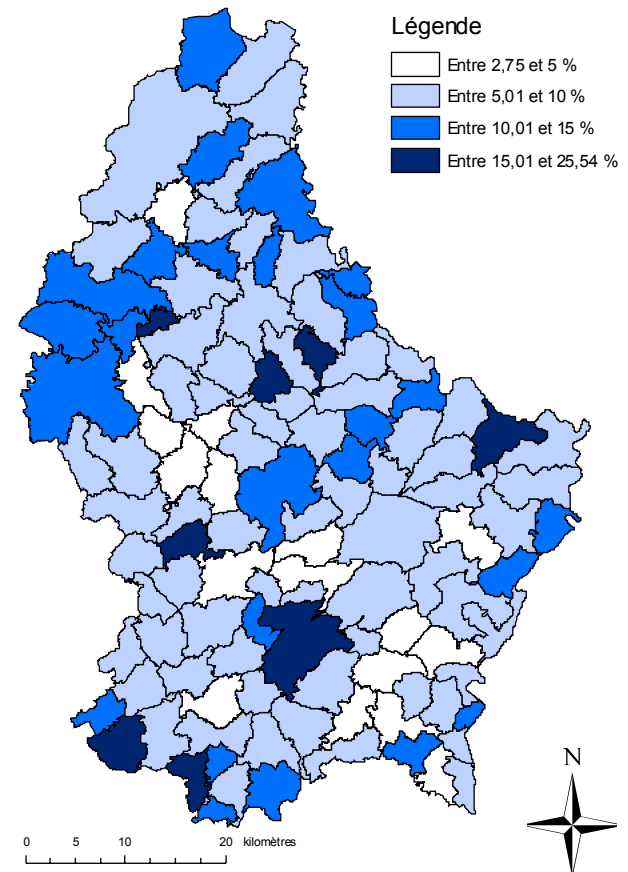 Légende
Entre 2,75 et 5 %
Entre 5,01 et 10 %
Entre 10,01 et 15 %
Entre 15,01 et 25,54 %
N
0 5 10 20 kilomètres